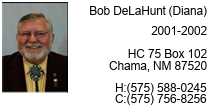 Bob DeLaHunt (Diana)
2001-2002
HC 75 Box 102
Chama, NM 87520
H:(575) 588-0245
C:(575) 756-8256